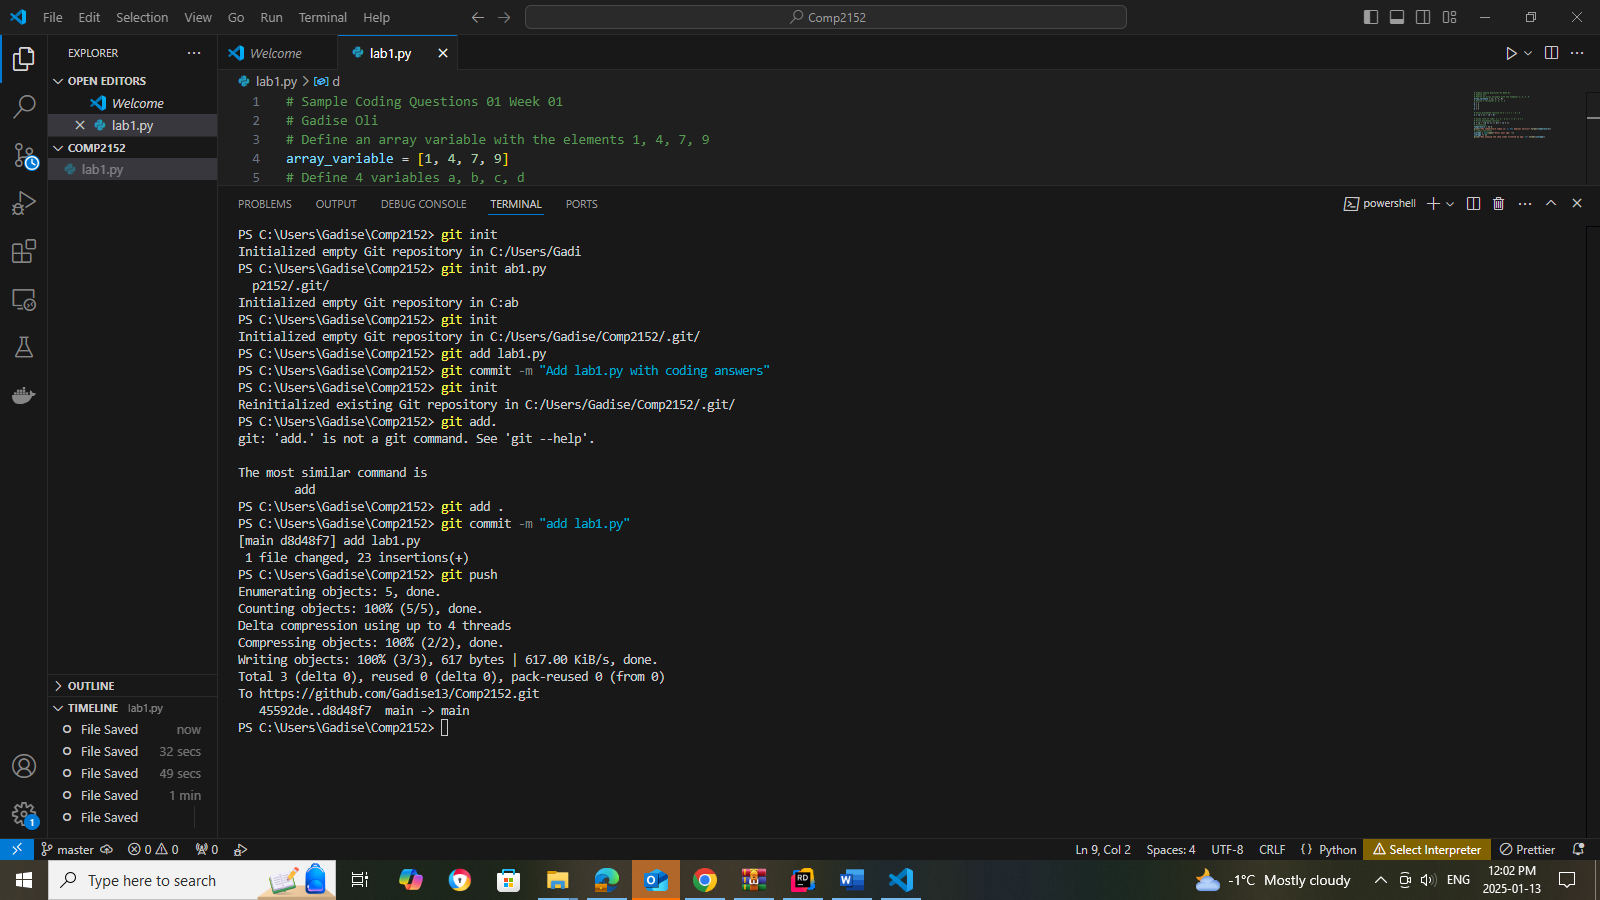 File Edit Selection View Go Run Terminal Help
Comp2152
EXPLORER
OPEN EDITORS
Welcome
lab1.py
COMP2152
lab1.py
OUTLINE
TIMELINE lab1.py
File Saved now
File Saved 32 secs
File Saved 49 secs
File Saved 1 min
File Saved
Welcome
lab1.py
lab1.py > d
1 # Sample Coding Questions 01 Week 01
2 # Gadise Oli
3 # Define an array variable with the elements 1, 4, 7, 9
4 array_variable = [1, 4, 7, 9]
5 # Define 4 variables a, b, c, d
PROBLEMS OUTPUT DEBUG CONSOLE TERMINAL PORTS
powershell
PS C:\Users\Gadise\Comp2152> git init
Initialized empty Git repository in C:/Users/Gadi
PS C:\Users\Gadise\Comp2152> git init ab1.py
p2152/.git/
Initialized empty Git repository in C:ab
PS C:\Users\Gadise\Comp2152> git init
Initialized empty Git repository in C:/Users/Gadise/Comp2152/.git/
PS C:\Users\Gadise\Comp2152> git add lab1.py
PS C:\Users\Gadise\Comp2152> git commit -m "Add lab1.py with coding answers"
PS C:\Users\Gadise\Comp2152> git init
Reinitialized existing Git repository in C:/Users/Gadise/Comp2152/.git/
PS C:\Users\Gadise\Comp2152> git add.
git: 'add.' is not a git command. See 'git --help'.
The most similar command is
add
PS C:\Users\Gadise\Comp2152> git add .
PS C:\Users\Gadise\Comp2152> git commit -m "add lab1.py"
[main d8d48f7] add lab1.py
1 file changed, 23 insertions(+)
PS C:\Users\Gadise\Comp2152> git push
Enumerating objects: 5, done.
Counting objects: 100% (5/5), done.
Delta compression using up to 4 threads
Compressing objects: 100% (2/2), done.
Writing objects: 100% (3/3), 617 bytes | 617.00 KiB/s, done.
Total 3 (delta 0), reused 0 (delta 0), pack-reused 0 (from 0)
To https://github.com/Gadise13/Comp2152.git
45592de..d8d48f7 main -> main
PS C:\Users\Gadise\Comp2152>
1
master 0 0 0
Ln 9, Col 2 Spaces: 4 UTF-8 CRLF {} Python Select Interpreter Prettier
Type here to search
RD
-1°C Mostly cloudy
ENG
12:02 PM
2025-01-13